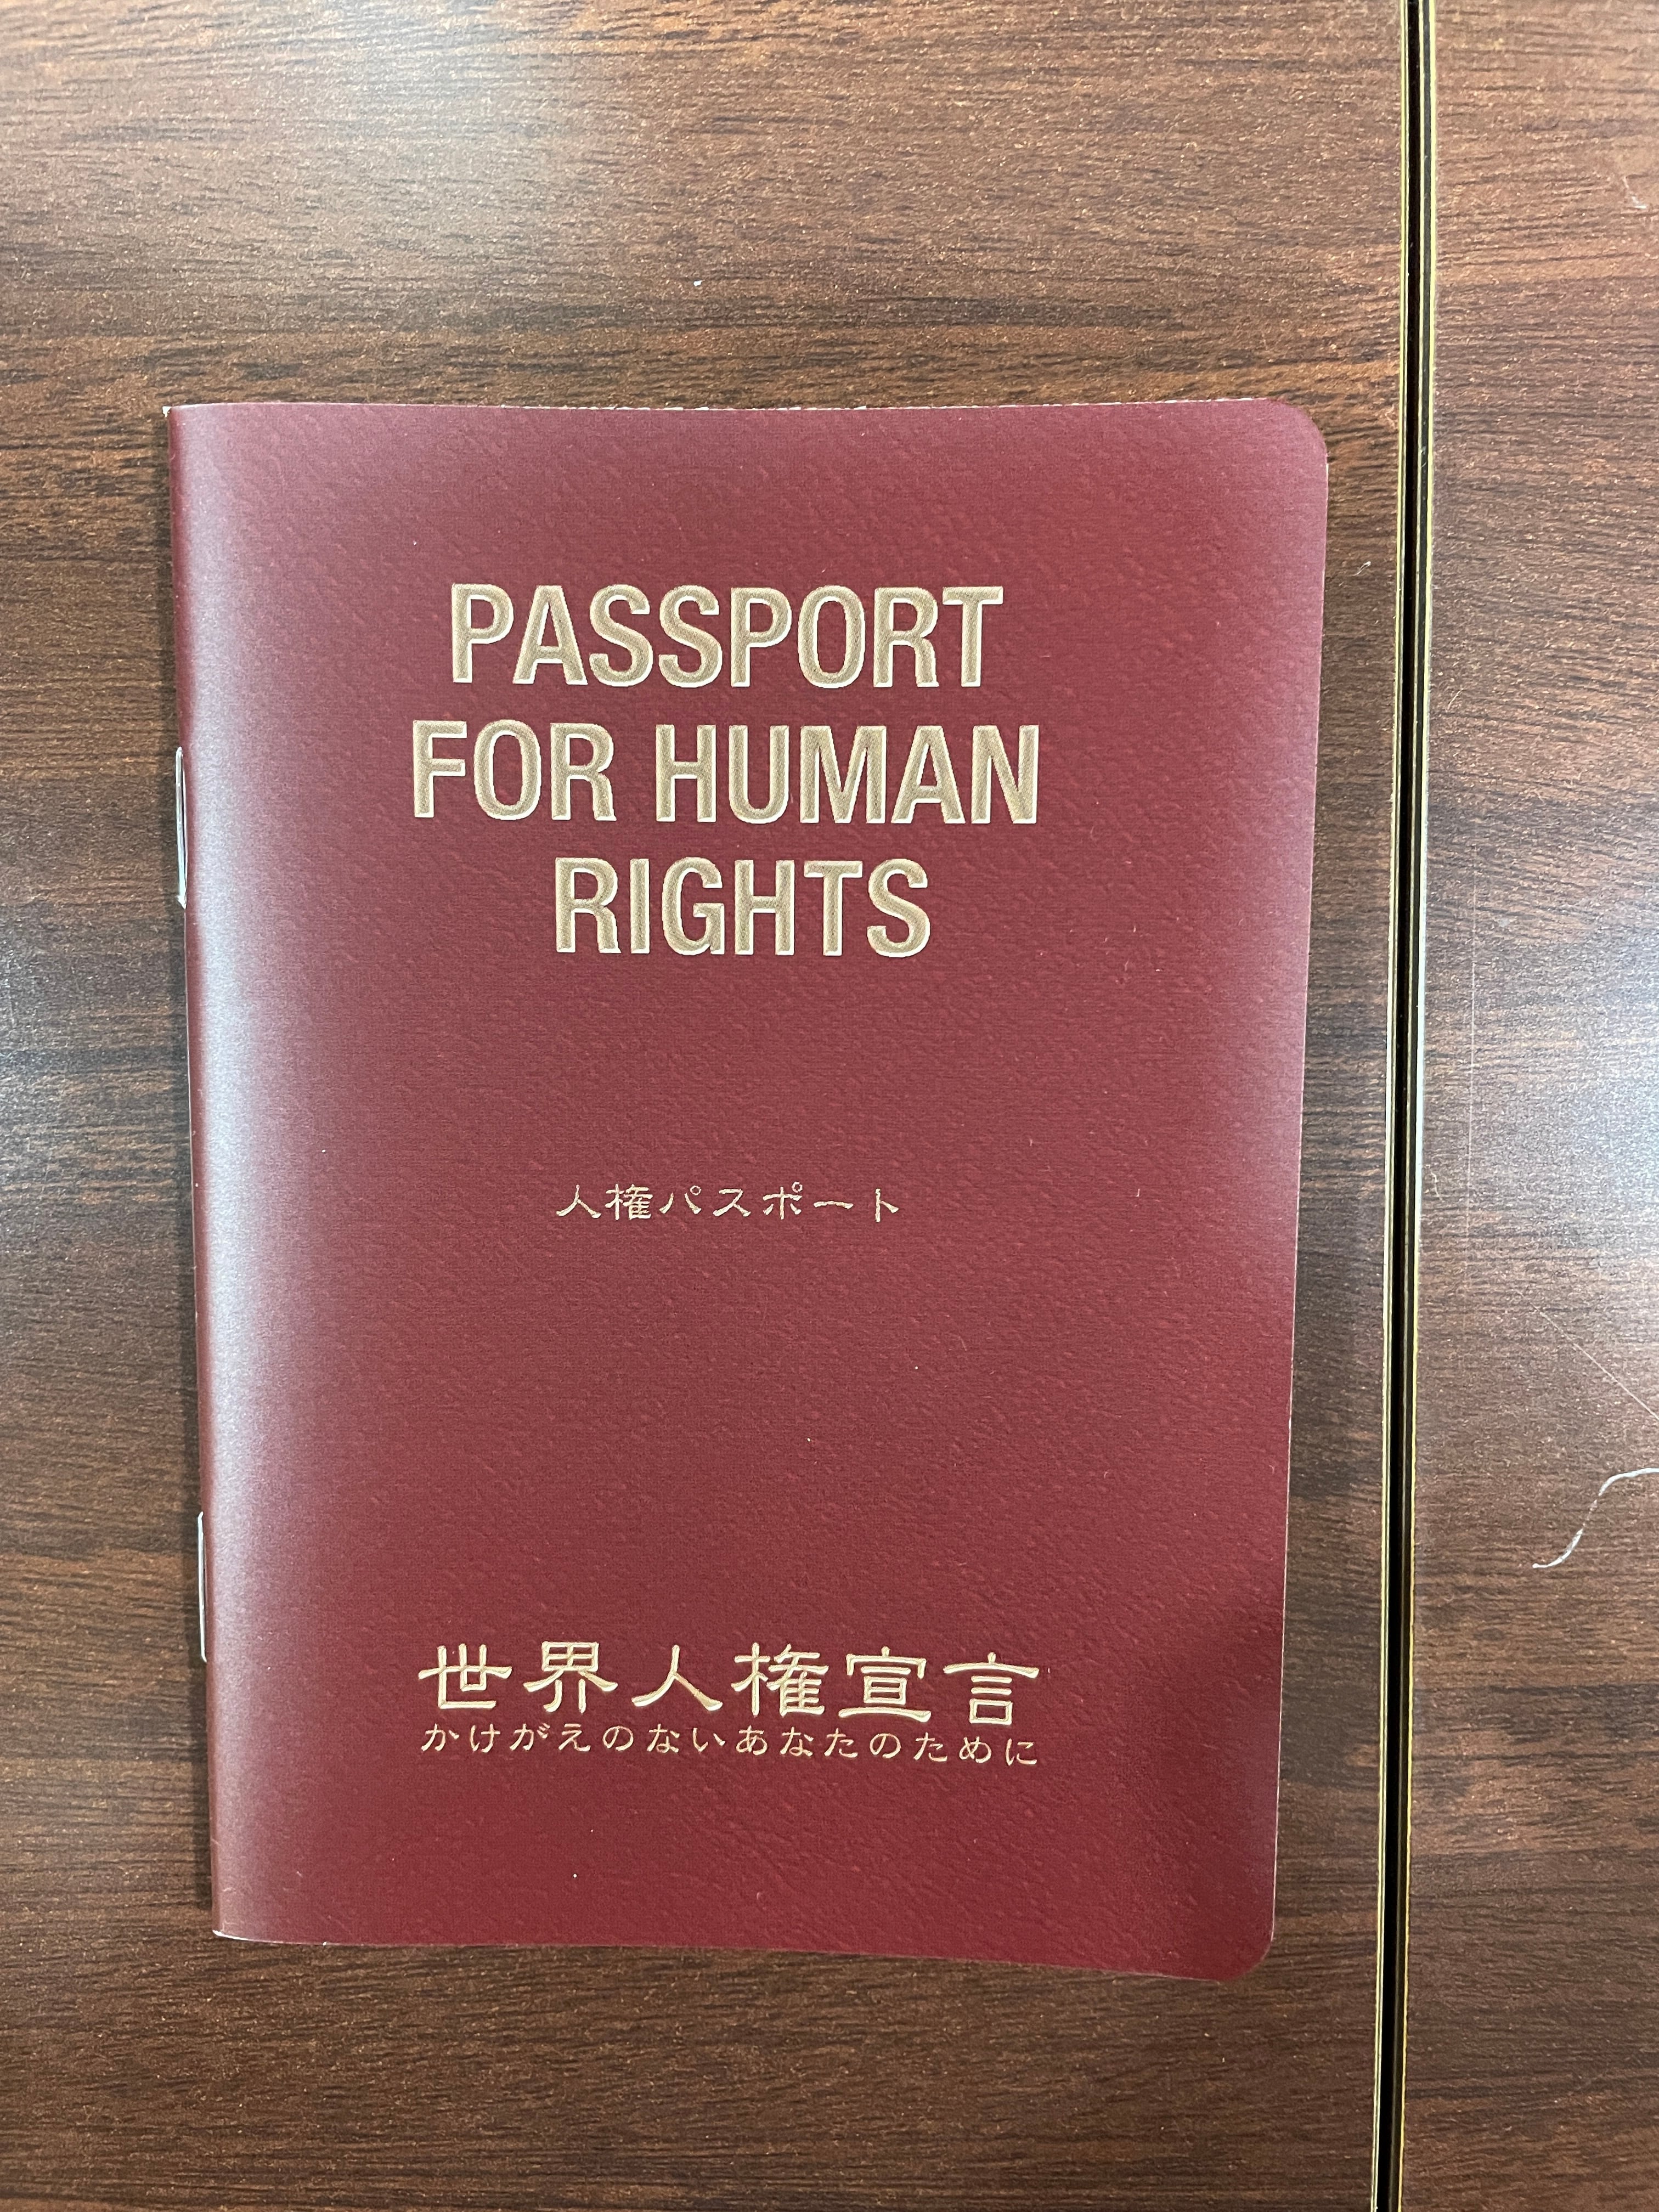 PASSPORT
FOR HUMAN
RIGHTS
人権パスポート
世界人権宣言
かけがえのないあなたのために